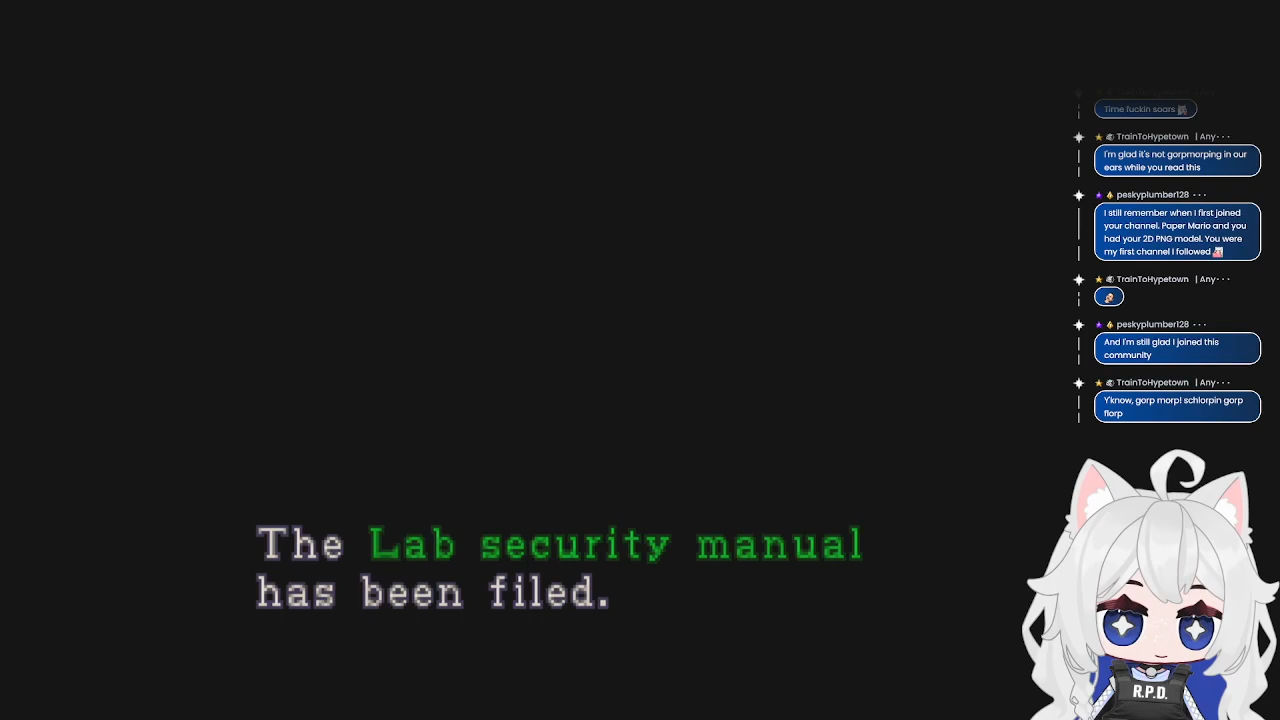 Time fuckin soars
TrainToHypetown | Any···
I'm glad it's not gorpmorping in our
ears while you read this
peskyplumber128 ···
I still remember when I first joined
your channel. Paper Mario and you
had your 2D PNG model. You were
my first channel I followed
TrainToHypetown | Any···
peskyplumber128 ···
And I'm still glad I joined this
community
TrainToHypetown | Any···
Y'know, gorp morp! schlorpin gorp
florp
The Lab security manual
has been filed.
R.P.D.